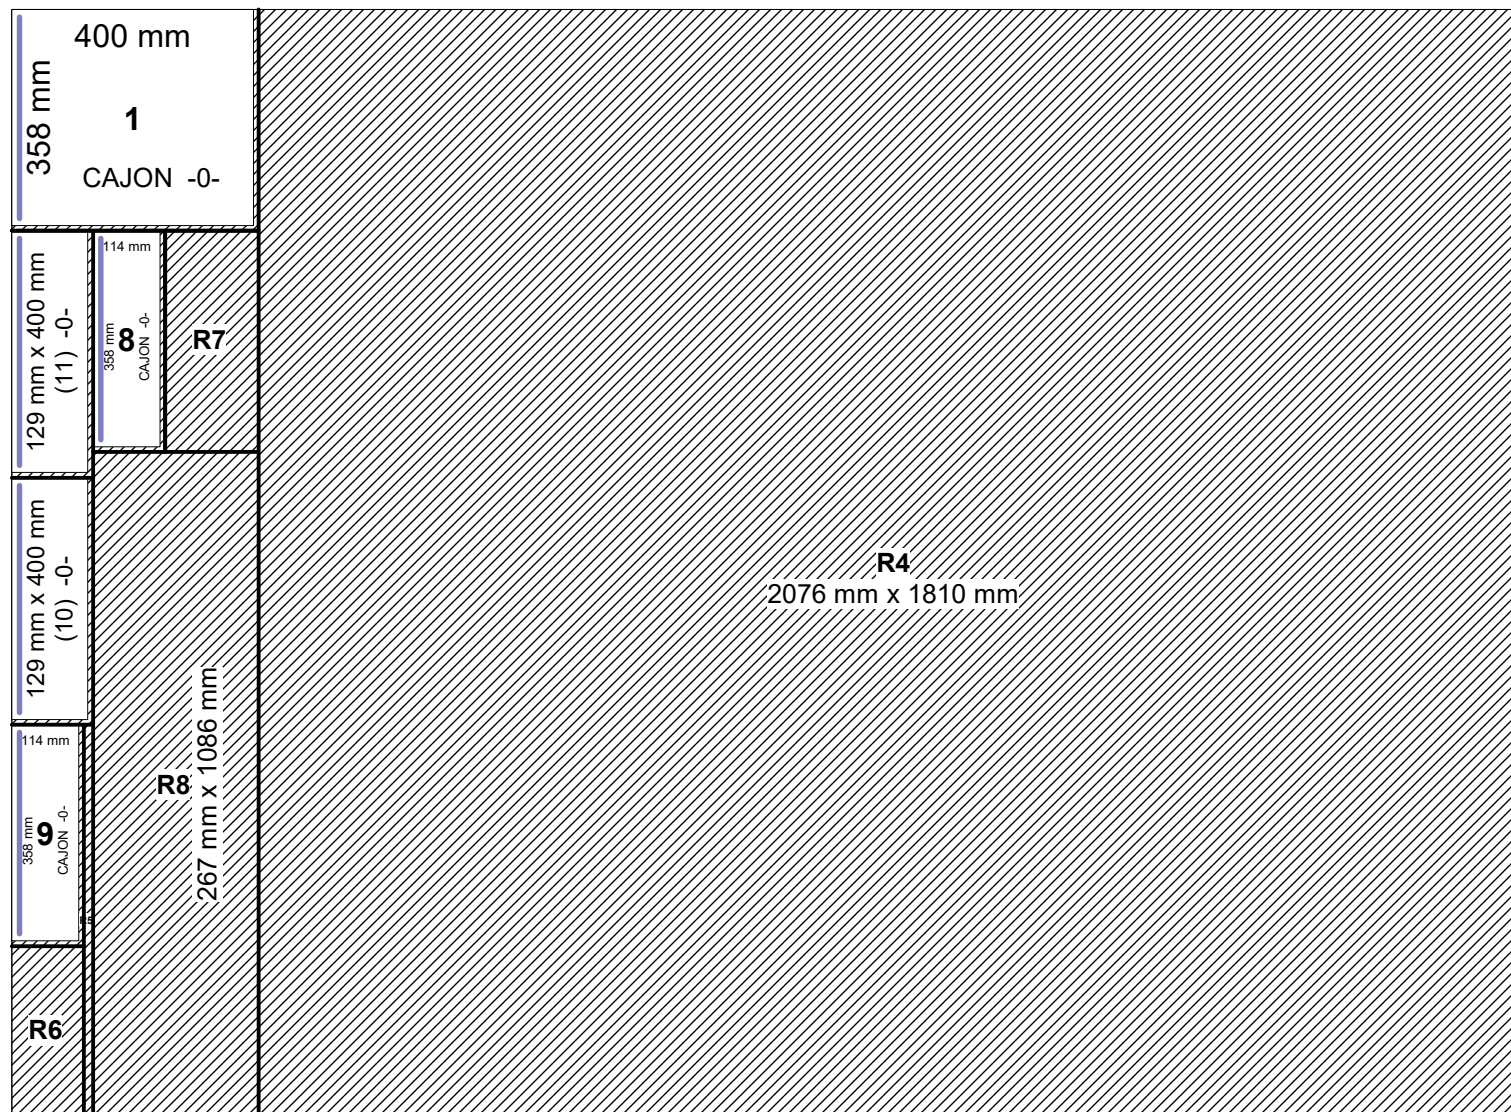 400 mm
358 mm
1
CAJON -0-
129 mm x 400 mm
(11) -0-
114 mm
358 mm
8
CAJON -0-
R7
129 mm x 400 mm
(10) -0-
R4
2076 mm x 1810 mm
114 mm
358 mm
9
CAJON -0-
R8
267 mm x 1086 mm
R5
R6